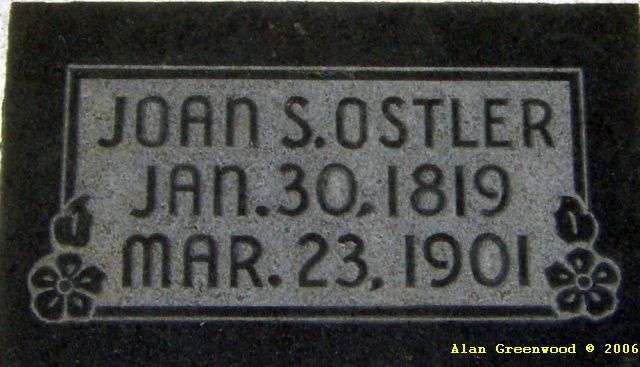 JOAN S. OSTLER
JAN. 30, 1819
MAR. 23, 1901
Alan Greenwood © 2006